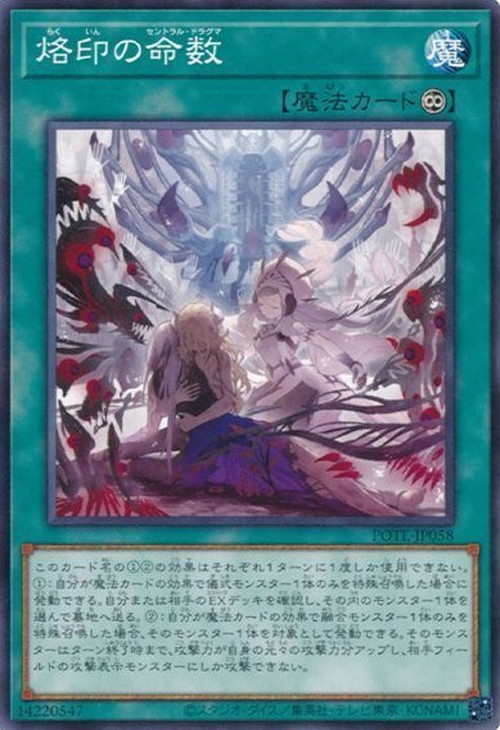 烙印の命数
らく いん セントラル・ドラグマ
魔
【魔法カード】
POTE-JP058
このカード名の①②の効果はそれぞれ1ターンに1度しか使用できない。
①：自分が魔法カードの効果で儀式モンスター1体のみを特殊召喚した場合に
発動できる。自分または相手のEXデッキを確認し、その内のモンスター1体を
選んで墓地へ送る。②：自分が魔法カードの効果で融合モンスター1体のみを
特殊召喚した場合、そのモンスター1体を対象として発動できる。そのモンス
ターはターン終了時まで、攻撃力が自身の元々の攻撃力分アップし、相手フィー
ルドの攻撃表示モンスターにしか攻撃できない。
14220547
©スタジオ・ダイス/集英社・テレビ東京・KONAMI